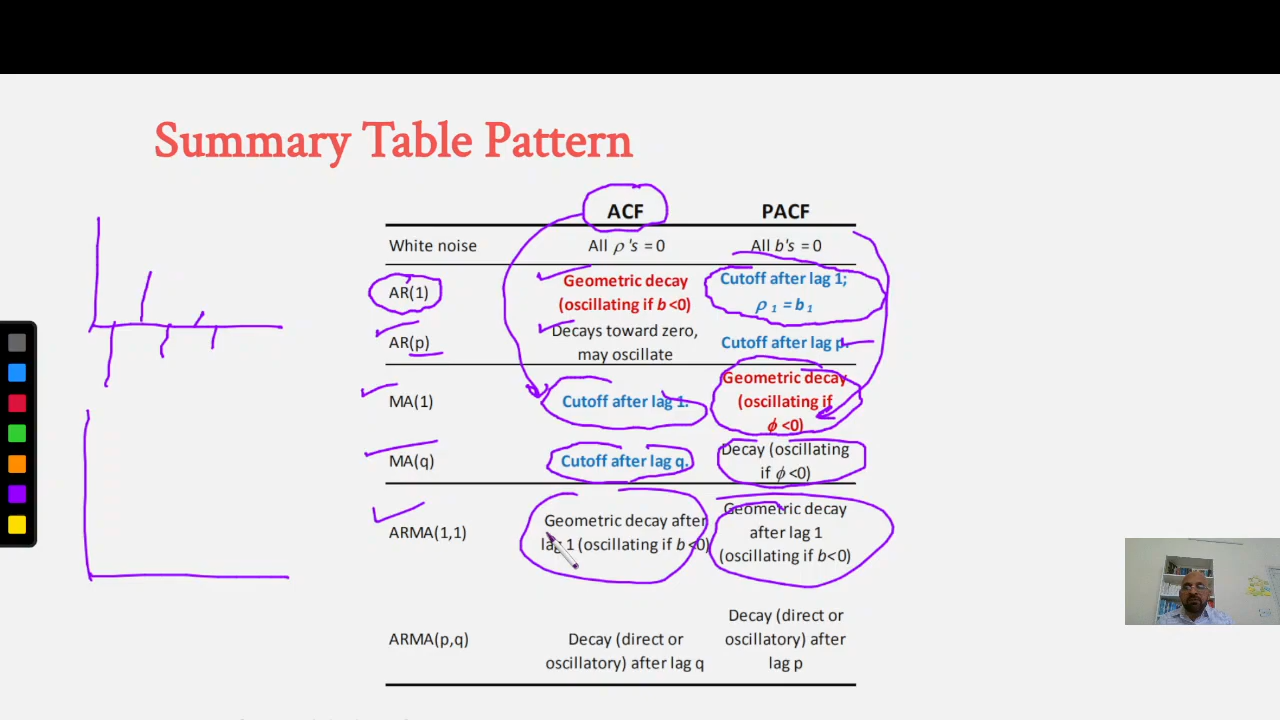 Summary Table Pattern
ACF PACF
White noise All ρ 's = 0 All b's = 0
AR(1) Geometric decay (oscillating if b<0) Cutoff after lag 1; ρ 1 = b 1
AR(p) Decays toward zero, may oscillate Cutoff after lag p.
MA(1) Cutoff after lag 1. Geometric decay (oscillating if ϕ <0)
MA(q) Cutoff after lag q. Decay (oscillating if ϕ <0)
ARMA(1,1) Geometric decay after lag 1 (oscillating if b<0) Geometric decay after lag 1 (oscillating if b<0)
ARMA(p,q) Decay (direct or oscillatory) after lag q Decay (direct or oscillatory) after lag p